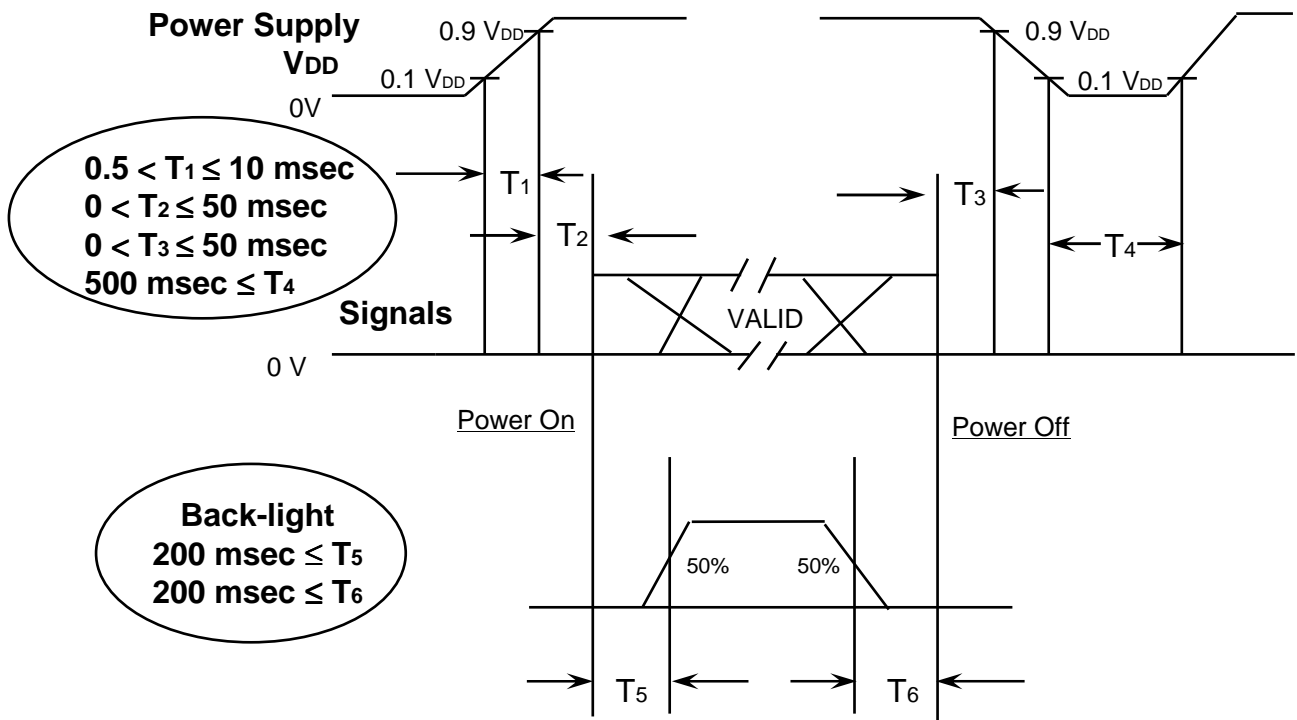 Power Supply
VDD
0.9 VDD
0.1 VDD
0V
0.9 VDD
0.1 VDD
0.5 < T1 ≤ 10 msec
0 < T2 ≤ 50 msec
0 < T3 ≤ 50 msec
500 msec ≤ T4
T1
T2
T3
T4
Signals
VALID
0 V
Power On
Power Off
Back-light
200 msec ≤ T5
200 msec ≤ T6
50%
50%
T5
T6